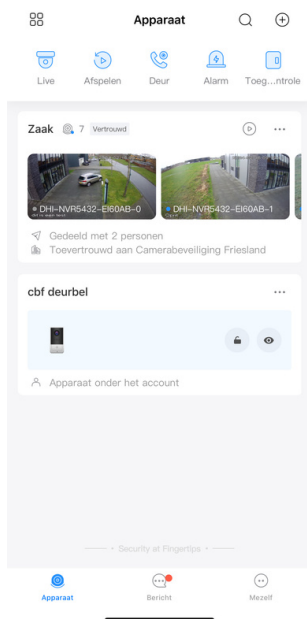 Apparaat
Live
Afspelen
Deur
Alarm
Toeg...ntrole
Zaak 7 Vertrouwd
DHI-NVR5432-EI60AB-0
DHI-NVR5432-EI60AB-1
Gedeeld met 2 personen
Toevertrouwd aan Camerabeveiliging Friesland
cbf deurbel
Apparaat onder het account
Security at Fingertips
Apparaat
Bericht
Mezelf